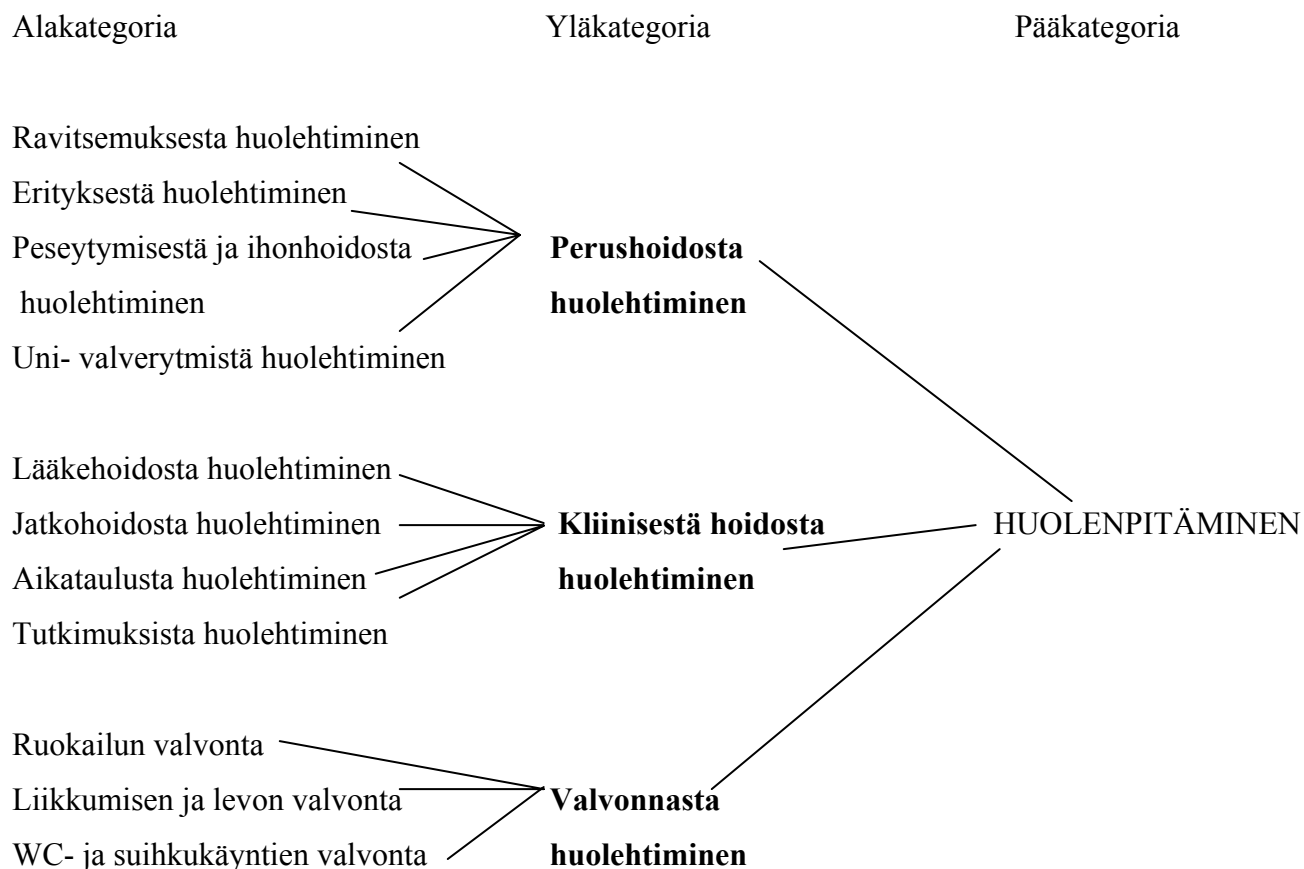 Alakategoria Yläkategoria Pääkategoria
Ravitsemuksesta huolehtiminen
Erityksestä huolehtiminen
Peseytymisestä ja ihonhoidosta Perushoidosta
huolehtiminen huolehtiminen
Uni- valverytmistä huolehtiminen
Lääkehoidosta huolehtiminen
Jatkohoidosta huolehtiminen Kliinisestä hoidosta HUOLENPITÄMINEN
Aikataulusta huolehtiminen huolehtiminen
Tutkimuksista huolehtiminen
Ruokailun valvonta
Liikkumisen ja levon valvonta Valvonnasta
WC- ja suihkukäyntien valvonta huolehtiminen